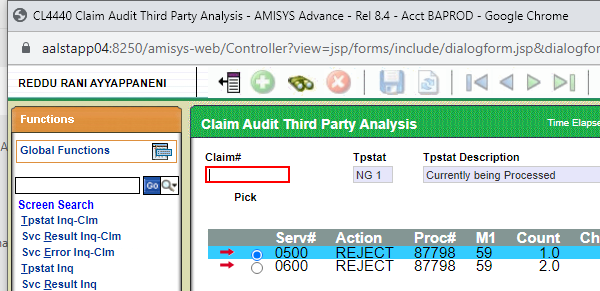 CL4440 Claim Audit Third Party Analysis - AMISYS Advance - Rel 8.4 - Acct BAPROD - Google Chrome
aalstapp04:8250/amisys-web/Controller?view=jsp/forms/include/dialogform.jsp&dialogfor
REDDU RANI AYYAPPANENI
Functions
Global Functions
Go
Screen Search
Tpstat Inq-Clm
Svc Result Inq-Clm
Svc Error Inq-Clm
Tpstat Inq
Svc Result Inq
Claim Audit Third Party Analysis
Time Elapse
Claim# Tpstat Tpstat Description
NG 1 Currently being Processed
Pick
Serv# Action Proc# M1 Count Ch
0500 REJECT 87798 59 1.0
0600 REJECT 87798 59 2.0